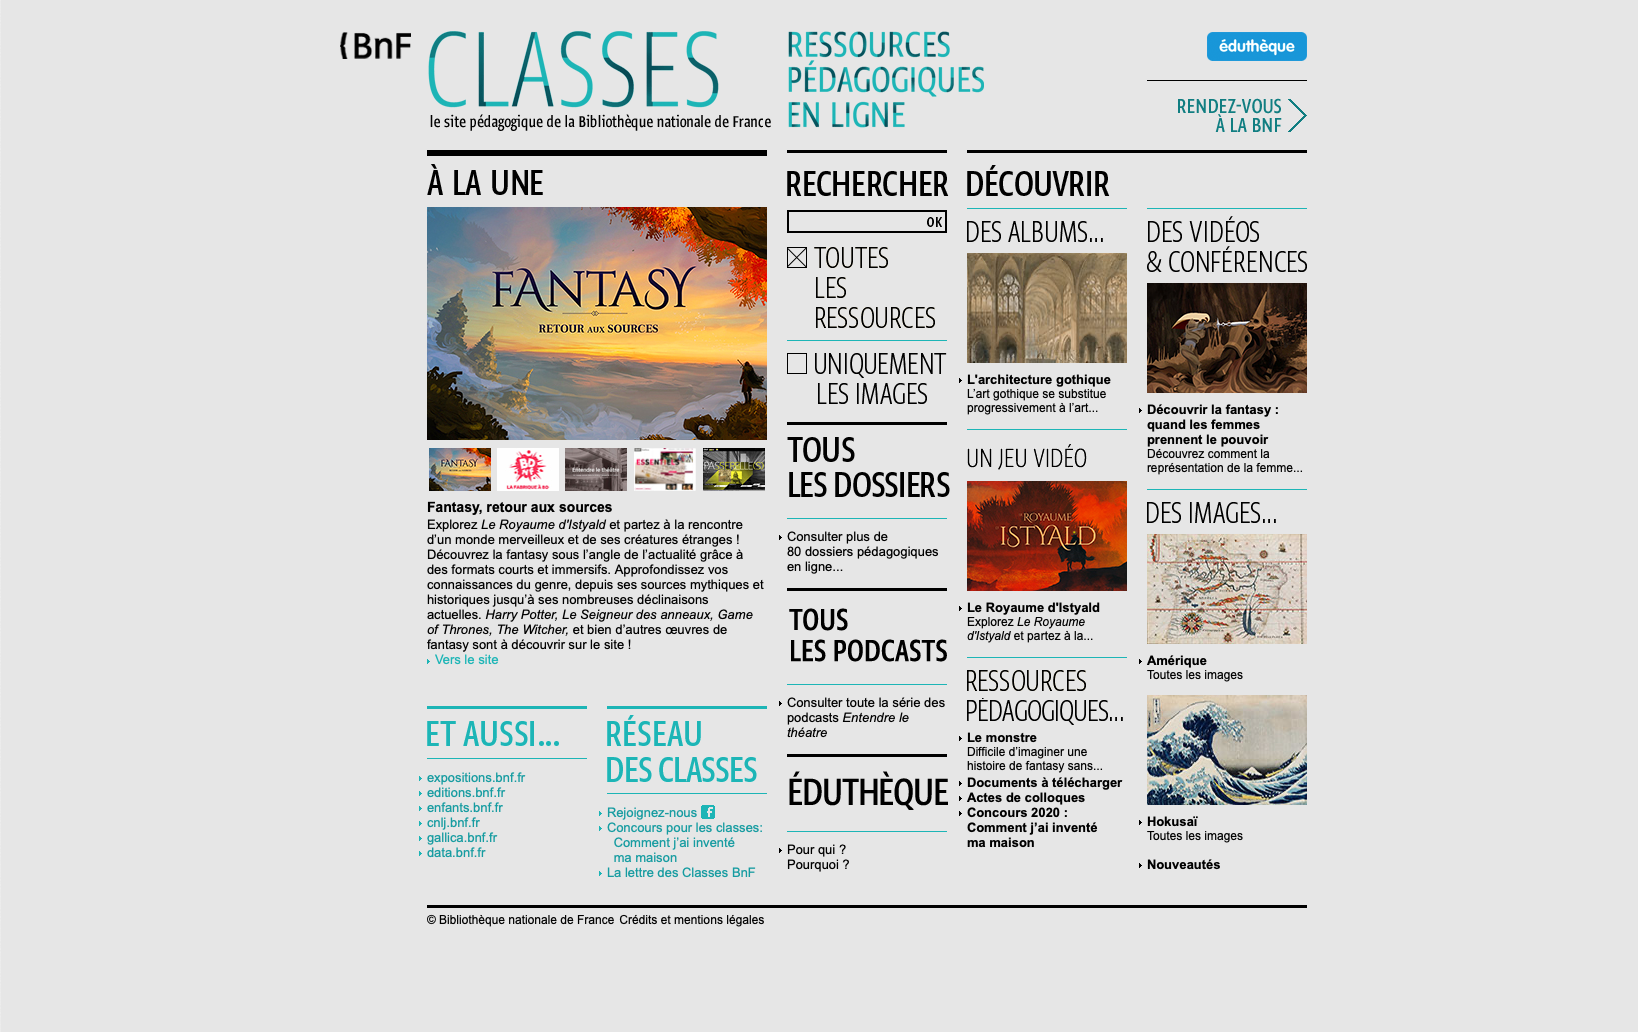 BnF
CLASSES
le site pédagogique de la Bibliothèque nationale de France
RESSOURCES
PÉDAGOGIQUES
EN LIGNE
éduthèque
RENDEZ-VOUS
À LA BNF
À LA UNE
FANTASY
RETOUR AUX SOURCES
FANTASY
BD
NF
LA FABRIQUE À BD
Entendre le théâtre
ESSENTIELS
PASSERELLE(S)
Fantasy, retour aux sources
Explorez Le Royaume d'Istyald et partez à la rencontre
d’un monde merveilleux et de ses créatures étranges !
Découvrez la fantasy sous l’angle de l’actualité grâce à
des formats courts et immersifs. Approfondissez vos
connaissances du genre, depuis ses sources mythiques et
historiques jusqu’à ses nombreuses déclinaisons
actuelles. Harry Potter, Le Seigneur des anneaux, Game
of Thrones, The Witcher, et bien d’autres œuvres de
fantasy sont à découvrir sur le site !
Vers le site
ET AUSSI...
expositions.bnf.fr
editions.bnf.fr
enfants.bnf.fr
cnlj.bnf.fr
gallica.bnf.fr
data.bnf.fr
RÉSEAU
DES CLASSES
Rejoignez-nous
Concours pour les classes:
Comment j’ai inventé
ma maison
La lettre des Classes BnF
RECHERCHER
OK
TOUTES
LES
RESSOURCES
UNIQUEMENT
LES IMAGES
TOUS
LES DOSSIERS
Consulter plus de
80 dossiers pédagogiques
en ligne...
TOUS
LES PODCASTS
Consulter toute la série des
podcasts Entendre le
théatre
ÉDUTHÈQUE
Pour qui ?
Pourquoi ?
DÉCOUVRIR
DES ALBUMS...
L'architecture gothique
L’art gothique se substitue
progressivement à l’art...
UN JEU VIDÉO
ROYAUME
ISTYALD
Le Royaume d'Istyald
Explorez Le Royaume
d'Istyald et partez à la...
RESSOURCES
PÉDAGOGIQUES...
Le monstre
Difficile d’imaginer une
histoire de fantasy sans...
Documents à télécharger
Actes de colloques
Concours 2020 :
Comment j’ai inventé
ma maison
DES VIDÉOS
& CONFÉRENCES
Découvrir la fantasy :
quand les femmes
prennent le pouvoir
Découvrez comment la
représentation de la femme...
DES IMAGES...
Amérique
Toutes les images
Hokusaï
Toutes les images
Nouveautés
© Bibliothèque nationale de France Crédits et mentions légales